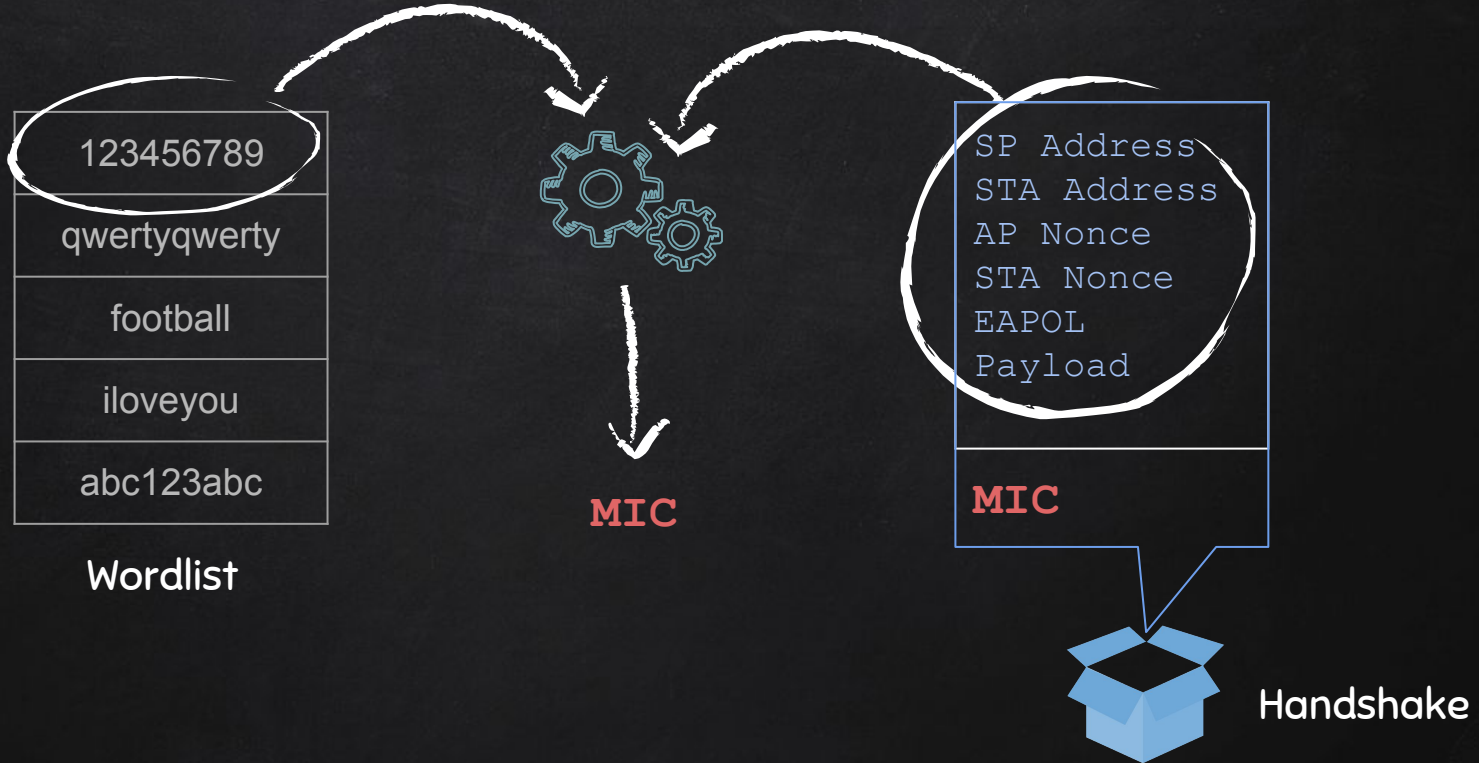 123456789
qwertyqwerty
football
iloveyou
abc123abc
Wordlist
MIC
SP Address
STA Address
AP Nonce
STA Nonce
EAPOL
Payload
MIC
Handshake